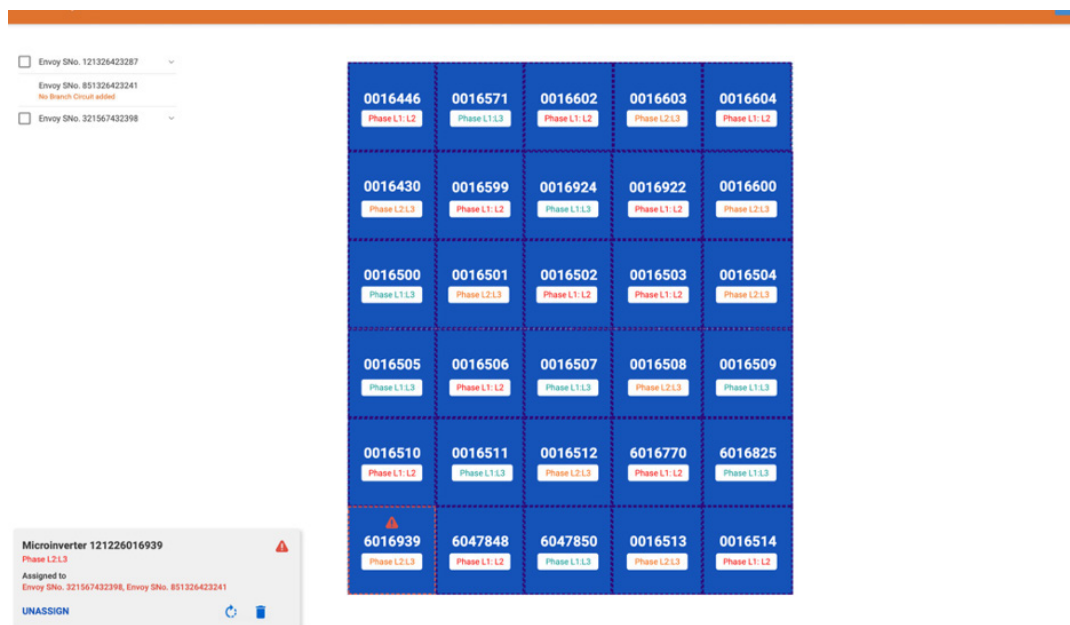 Envoy SNo. 121326423287
Envoy SNo. 851326423241
No Branch Circuit added
Envoy SNo. 321567432398
0016446 0016571 0016602 0016603 0016604
Phase L1: L2 Phase L1:L3 Phase L1: L2 Phase L2:L3 Phase L1: L2
0016430 0016599 0016924 0016922 0016600
Phase L2:L3 Phase L1: L2 Phase L1:L3 Phase L1: L2 Phase L2:L3
0016500 0016501 0016502 0016503 0016504
Phase L1:L3 Phase L2:L3 Phase L1: L2 Phase L1: L2 Phase L2:L3
0016505 0016506 0016507 0016508 0016509
Phase L1:L3 Phase L1: L2 Phase L1:L3 Phase L2:L3 Phase L1:L3
0016510 0016511 0016512 6016770 6016825
Phase L1: L2 Phase L1:L3 Phase L2:L3 Phase L1: L2 Phase L1:L3
6016939 6047848 6047850 0016513 0016514
Phase L2:L3 Phase L1: L2 Phase L1:L3 Phase L2:L3 Phase L1: L2
Microinverter 121226016939
Phase L2:L3
Assigned to
Envoy SNo. 321567432398, Envoy SNo. 851326423241
UNASSIGN